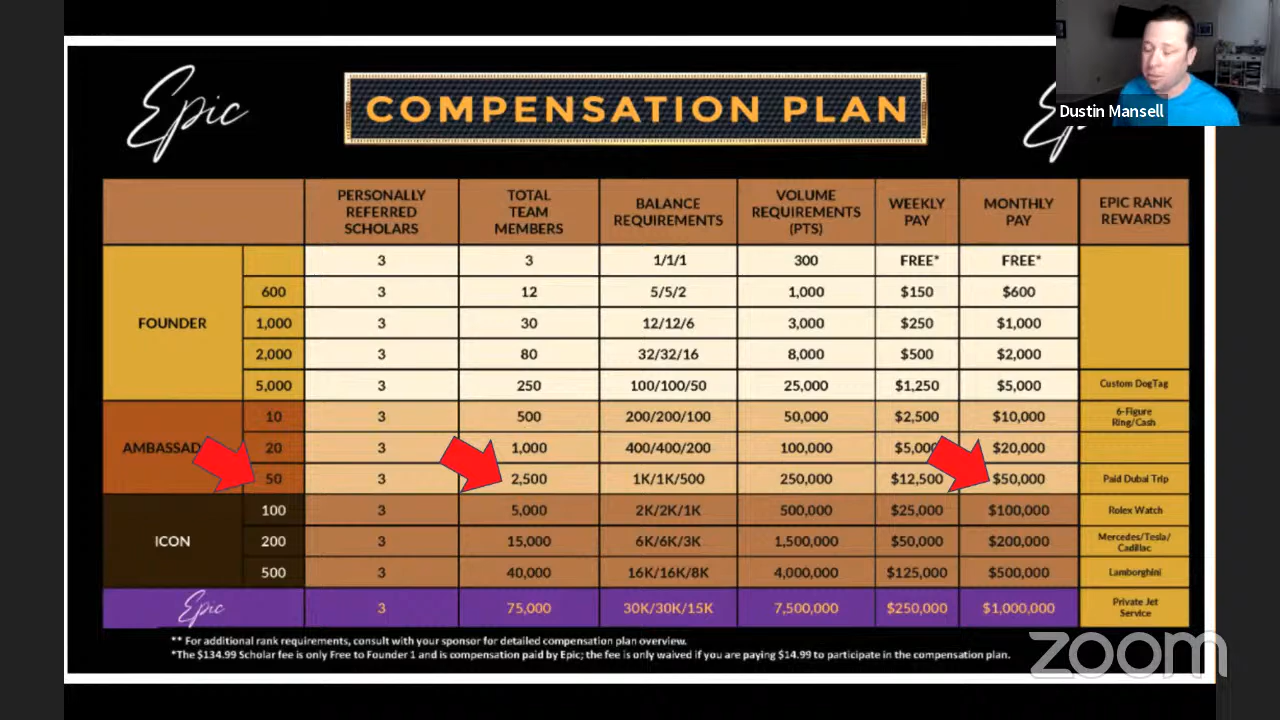 Epic
COMPENSATION PLAN
Dustin Mansell
PERSONALLY REFERRED SCHOLARS TOTAL TEAM MEMBERS BALANCE REQUIREMENTS VOLUME REQUIREMENTS (PTS) WEEKLY PAY MONTHLY PAY EPIC RANK REWARDS
3 3 1/1/1 300 FREE* FREE*
600 3 12 5/5/2 1,000 $150 $600
FOUNDER 1,000 3 30 12/12/6 3,000 $250 $1,000
2,000 3 80 32/32/16 8,000 $500 $2,000
5,000 3 250 100/100/50 25,000 $1,250 $5,000 Custom DogTag
10 3 500 200/200/100 50,000 $2,500 $10,000 6-Figure Ring/Cash
AMBASSAD 20 3 1,000 400/400/200 100,000 $5,000 $20,000
50 3 2,500 1K/1K/500 250,000 $12,500 $50,000 Paid Dubai Trip
100 3 5,000 2K/2K/1K 500,000 $25,000 $100,000 Rolex Watch
ICON 200 3 15,000 6K/6K/3K 1,500,000 $50,000 $200,000 Mercedes/Tesla/ Cadillac
500 3 40,000 16K/16K/8K 4,000,000 $125,000 $500,000 Lamborghini
Epic 3 75,000 30K/30K/15K 7,500,000 $250,000 $1,000,000 Private Jet Service
** For additional rank requirements, consult with your sponsor for detailed compensation plan overview.
*The $134.99 Scholar fee is only Free to Founder 1 and is compensation paid by Epic; the fee is only waived if you are paying $14.99 to participate in the compensation plan.
zoom